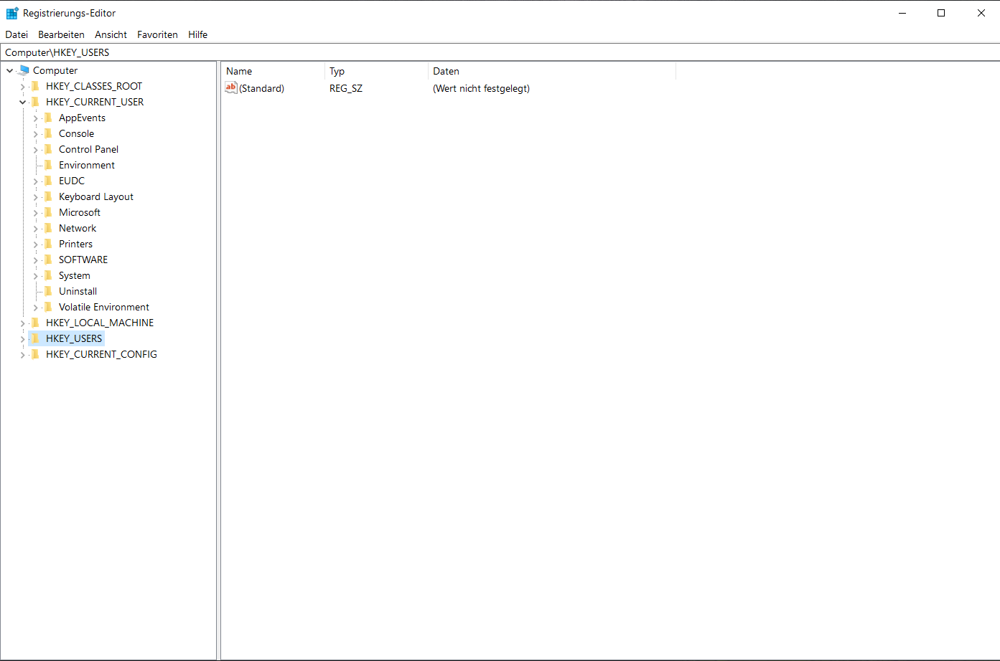 Registrierungs-Editor
Datei Bearbeiten Ansicht Favoriten Hilfe
Computer\HKEY_USERS
Computer
HKEY_CLASSES_ROOT
HKEY_CURRENT_USER
AppEvents
Console
Control Panel
Environment
EUDC
Keyboard Layout
Microsoft
Network
Printers
SOFTWARE
System
Uninstall
Volatile Environment
HKEY_LOCAL_MACHINE
HKEY_USERS
HKEY_CURRENT_CONFIG
Name Typ Daten
ab (Standard) REG_SZ (Wert nicht festgelegt)